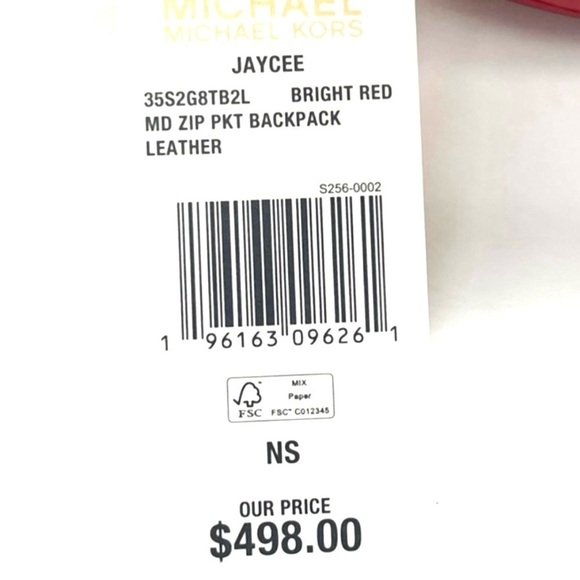 MICHAEL
MICHAEL KORS
JAYCEE
35S2G8TB2L BRIGHT RED
MD ZIP PKT BACKPACK
LEATHER
S256-0002
1 96163 09626 1
MIX
Paper
FSC™ C012345
FSC
NS
OUR PRICE
$498.00